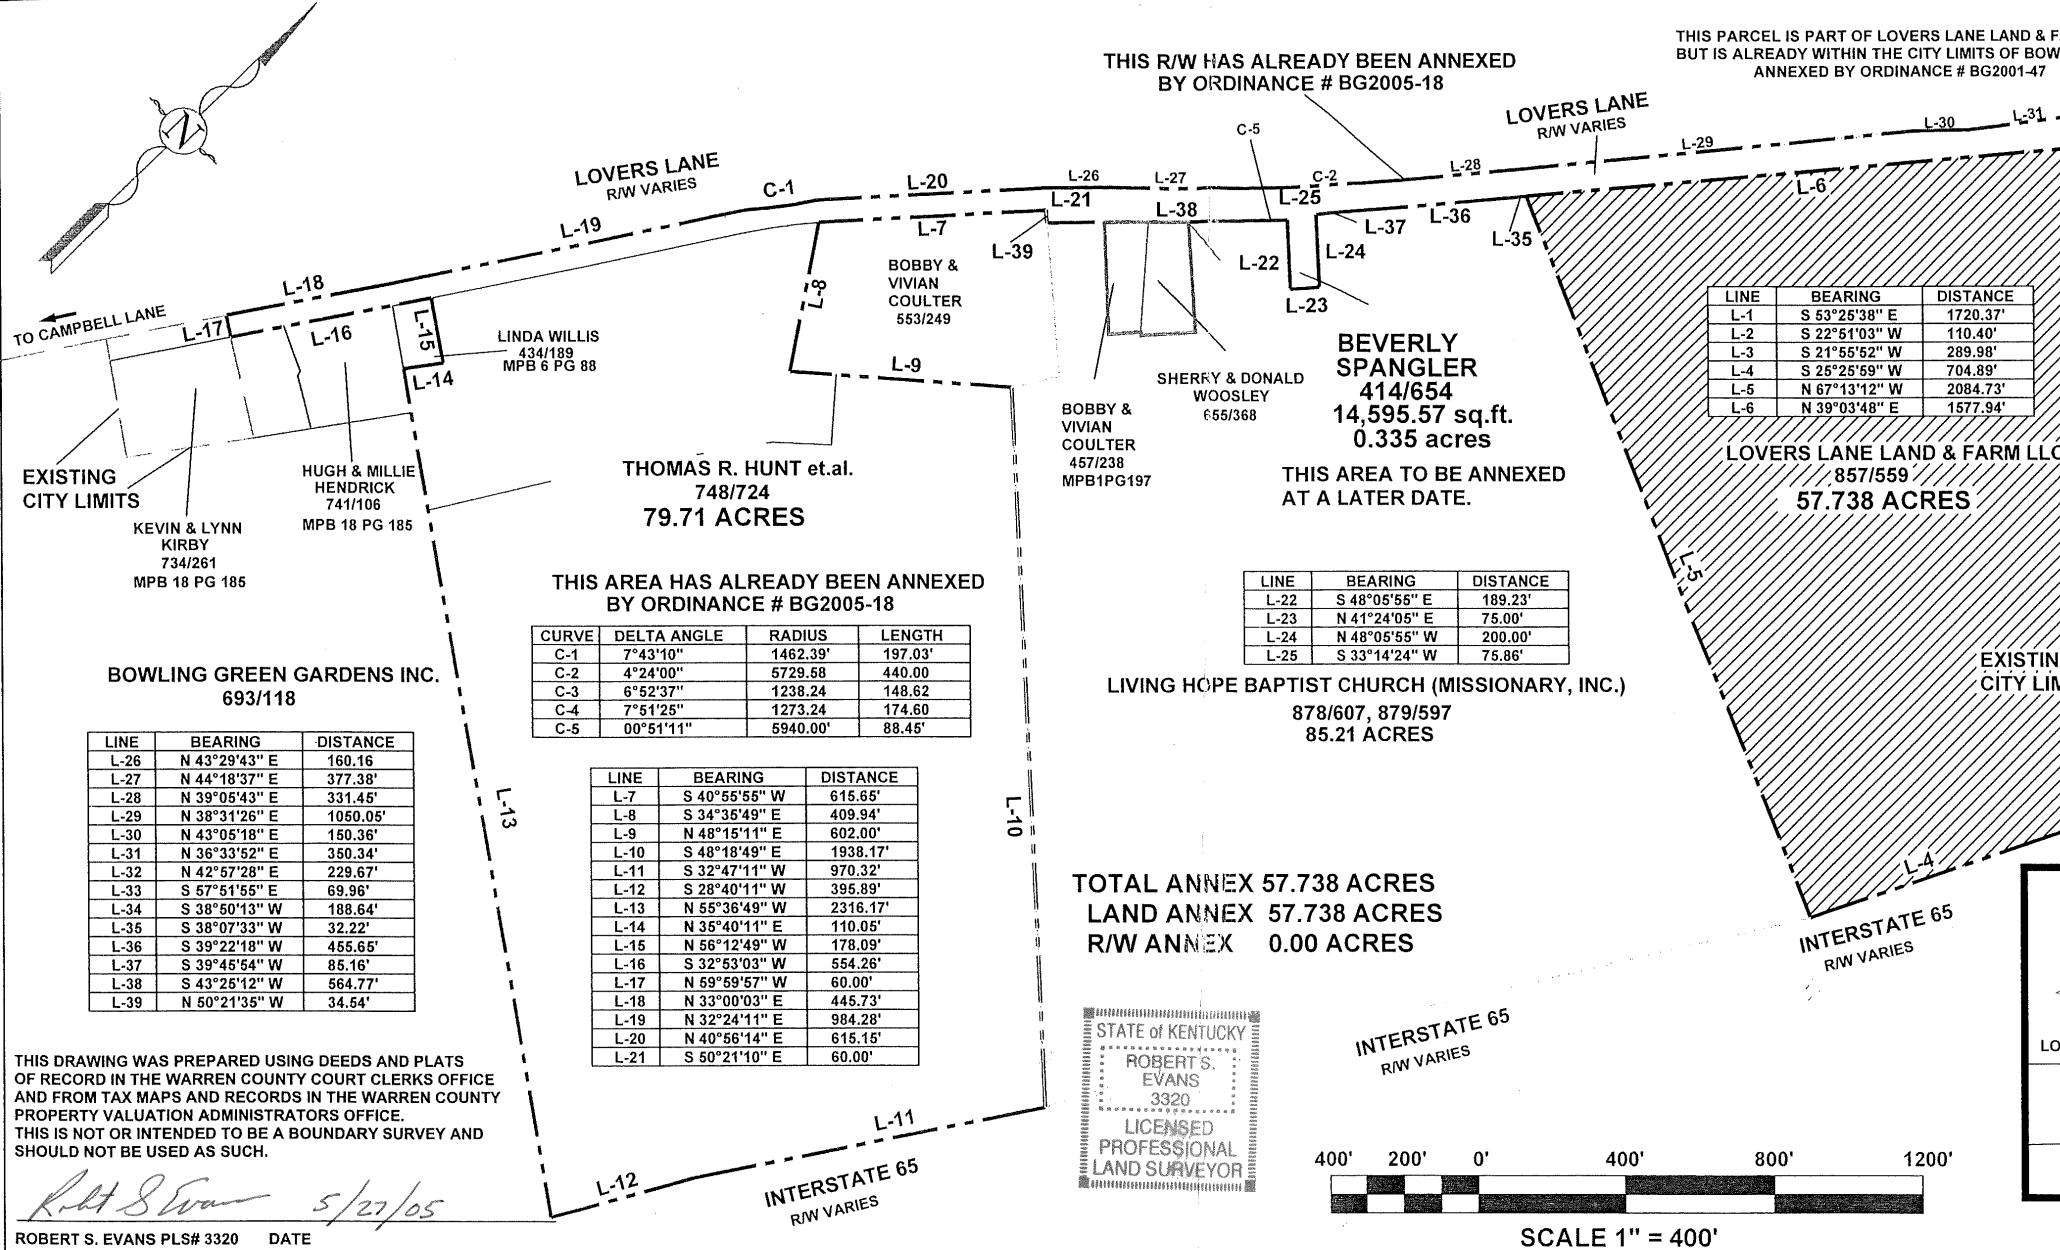 THIS PARCEL IS PART OF LOVERS LANE LAND & F
BUT IS ALREADY WITHIN THE CITY LIMITS OF BOW
ANNEXED BY ORDINANCE # BG2001-47
THIS R/W HAS ALREADY BEEN ANNEXED
BY ORDINANCE # BG2005-18
N
LOVERS LANE
R/W VARIES
LOVERS LANE
R/W VARIES
C-5
L-31
L-30
L-29
L-28
C-2
L-27
L-26
L-20
C-1
L-19
L-18
L-6
L-25
L-38
L-21
L-7
L-39
L-22
L-24
L-37
L-36
L-35
L-23
L-8
L-9
TO CAMPBELL LANE
L-17
L-16
L-15
L-14
LINDA WILLIS
434/189
MPB 6 PG 88
BOBBY &
VIVIAN
COULTER
553/249
BEVERLY
SPANGLER
414/654
14,595.57 sq.ft.
0.335 acres
THIS AREA TO BE ANNEXED
AT A LATER DATE.
SHERRY & DONALD
WOOSLEY
655/368
BOBBY &
VIVIAN
COULTER
457/238
MPB1PG197
LINE BEARING DISTANCE
L-1 S 53°25'38" E 1720.37'
L-2 S 22°51'03" W 110.40'
L-3 S 21°55'52" W 289.98'
L-4 S 25°25'59" W 704.89'
L-5 N 67°13'12" W 2084.73'
L-6 N 39°03'48" E 1577.94'
LOVERS LANE LAND & FARM LLC
857/559
57.738 ACRES
EXISTING
CITY LIMITS
KEVIN & LYNN
KIRBY
734/261
MPB 18 PG 185
HUGH & MILLIE
HENDRICK
741/106
MPB 18 PG 185
THOMAS R. HUNT et.al.
748/724
79.71 ACRES
THIS AREA HAS ALREADY BEEN ANNEXED
BY ORDINANCE # BG2005-18
CURVE DELTA ANGLE RADIUS LENGTH
C-1 7°43'10" 1462.39' 197.03'
C-2 4°24'00" 5729.58 440.00
C-3 6°52'37" 1238.24 148.62
C-4 7°51'25" 1273.24 174.60
C-5 00°51'11" 5940.00' 88.45'
LINE BEARING DISTANCE
L-22 S 48°05'55" E 189.23'
L-23 N 41°24'05" E 75.00'
L-24 N 48°05'55" W 200.00'
L-25 S 33°14'24" W 75.86'
L-5
EXISTIN
CITY LIM
LIVING HOPE BAPTIST CHURCH (MISSIONARY, INC.)
878/607, 879/597
85.21 ACRES
BOWLING GREEN GARDENS INC.
693/118
LINE BEARING DISTANCE
L-26 N 43°29'43" E 160.16
L-27 N 44°18'37" E 377.38'
L-28 N 39°05'43" E 331.45'
L-29 N 38°31'26" E 1050.05'
L-30 N 43°05'18" E 150.36'
L-31 N 36°33'52" E 350.34'
L-32 N 42°57'28" E 229.67'
L-33 S 57°51'55" E 69.96'
L-34 S 38°50'13" W 188.64'
L-35 S 38°07'33" W 32.22'
L-36 S 39°22'18" W 455.65'
L-37 S 39°45'54" W 85.16'
L-38 S 43°25'12" W 564.77'
L-39 N 50°21'35" W 34.54'
L-13
LINE BEARING DISTANCE
L-7 S 40°55'55" W 615.65'
L-8 S 34°35'49" E 409.94'
L-9 N 48°15'11" E 602.00'
L-10 S 48°18'49" E 1938.17'
L-11 S 32°47'11" W 970.32'
L-12 S 28°40'11" W 395.89'
L-13 N 55°36'49" W 2316.17'
L-14 N 35°40'11" E 110.05'
L-15 N 56°12'49" W 178.09'
L-16 S 32°53'03" W 554.26'
L-17 N 59°59'57" W 60.00'
L-18 N 33°00'03" E 445.73'
L-19 N 32°24'11" E 984.28'
L-20 N 40°56'14" E 615.15'
L-21 S 50°21'10" E 60.00'
L-10
TOTAL ANNEX 57.738 ACRES
LAND ANNEX 57.738 ACRES
R/W ANNEX 0.00 ACRES
L-4
INTERSTATE 65
R/W VARIES
INTERSTATE 65
R/W VARIES
LO
STATE of KENTUCKY
ROBERT S.
EVANS
3320
LICENSED
PROFESSIONAL
LAND SURVEYOR
THIS DRAWING WAS PREPARED USING DEEDS AND PLATS
OF RECORD IN THE WARREN COUNTY COURT CLERKS OFFICE
AND FROM TAX MAPS AND RECORDS IN THE WARREN COUNTY
PROPERTY VALUATION ADMINISTRATORS OFFICE.
THIS IS NOT OR INTENDED TO BE A BOUNDARY SURVEY AND
SHOULD NOT BE USED AS SUCH.
L-11
L-12
INTERSTATE 65
R/W VARIES
Robt S Evans 5/27/05
ROBERT S. EVANS PLS# 3320 DATE
400' 200' 0' 400' 800' 1200'
SCALE 1" = 400'